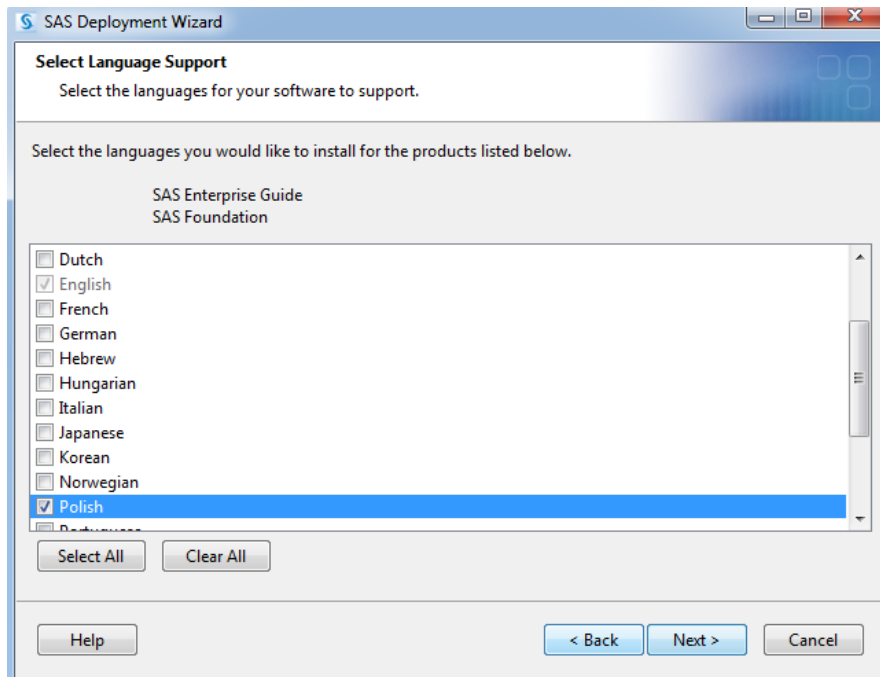 SAS Deployment Wizard
Select Language Support
Select the languages for your software to support.
Select the languages you would like to install for the products listed below.
SAS Enterprise Guide
SAS Foundation
Dutch
English
French
German
Hebrew
Hungarian
Italian
Japanese
Korean
Norwegian
Polish
Portuguese
Select All Clear All
Help < Back Next > Cancel